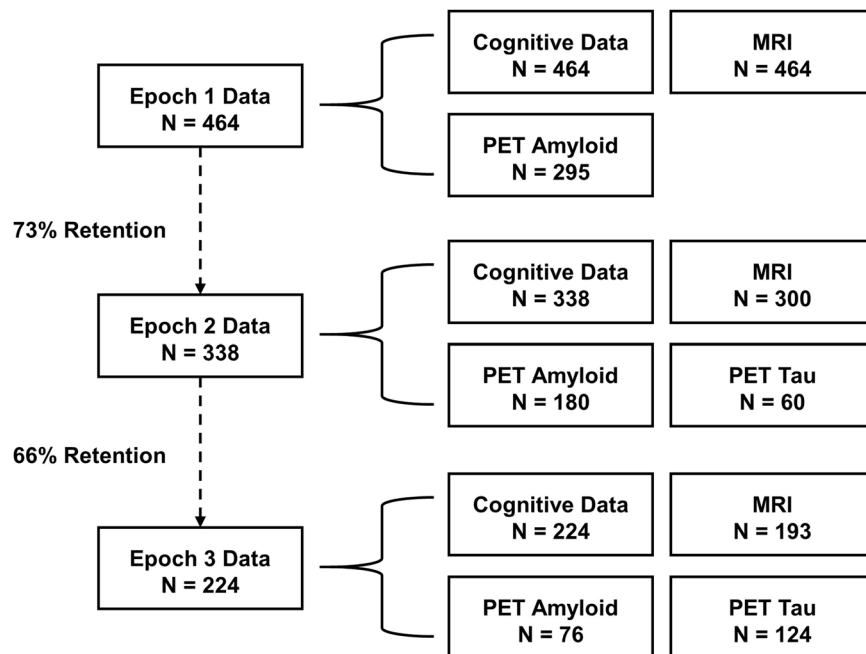 Cognitive Data
N = 464
MRI
N = 464
Epoch 1 Data
N = 464
PET Amyloid
N = 295
73% Retention
Cognitive Data
N = 338
MRI
N = 300
Epoch 2 Data
N = 338
PET Amyloid
N = 180
PET Tau
N = 60
66% Retention
Cognitive Data
N = 224
MRI
N = 193
Epoch 3 Data
N = 224
PET Amyloid
N = 76
PET Tau
N = 124